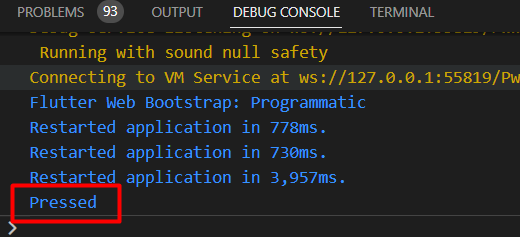 PROBLEMS 93 OUTPUT DEBUG CONSOLE TERMINAL
Running with sound null safety
Connecting to VM Service at ws://127.0.0.1:55819/Pw
Flutter Web Bootstrap: Programmatic
Restarted application in 778ms.
Restarted application in 730ms.
Restarted application in 3,957ms.
Pressed
>